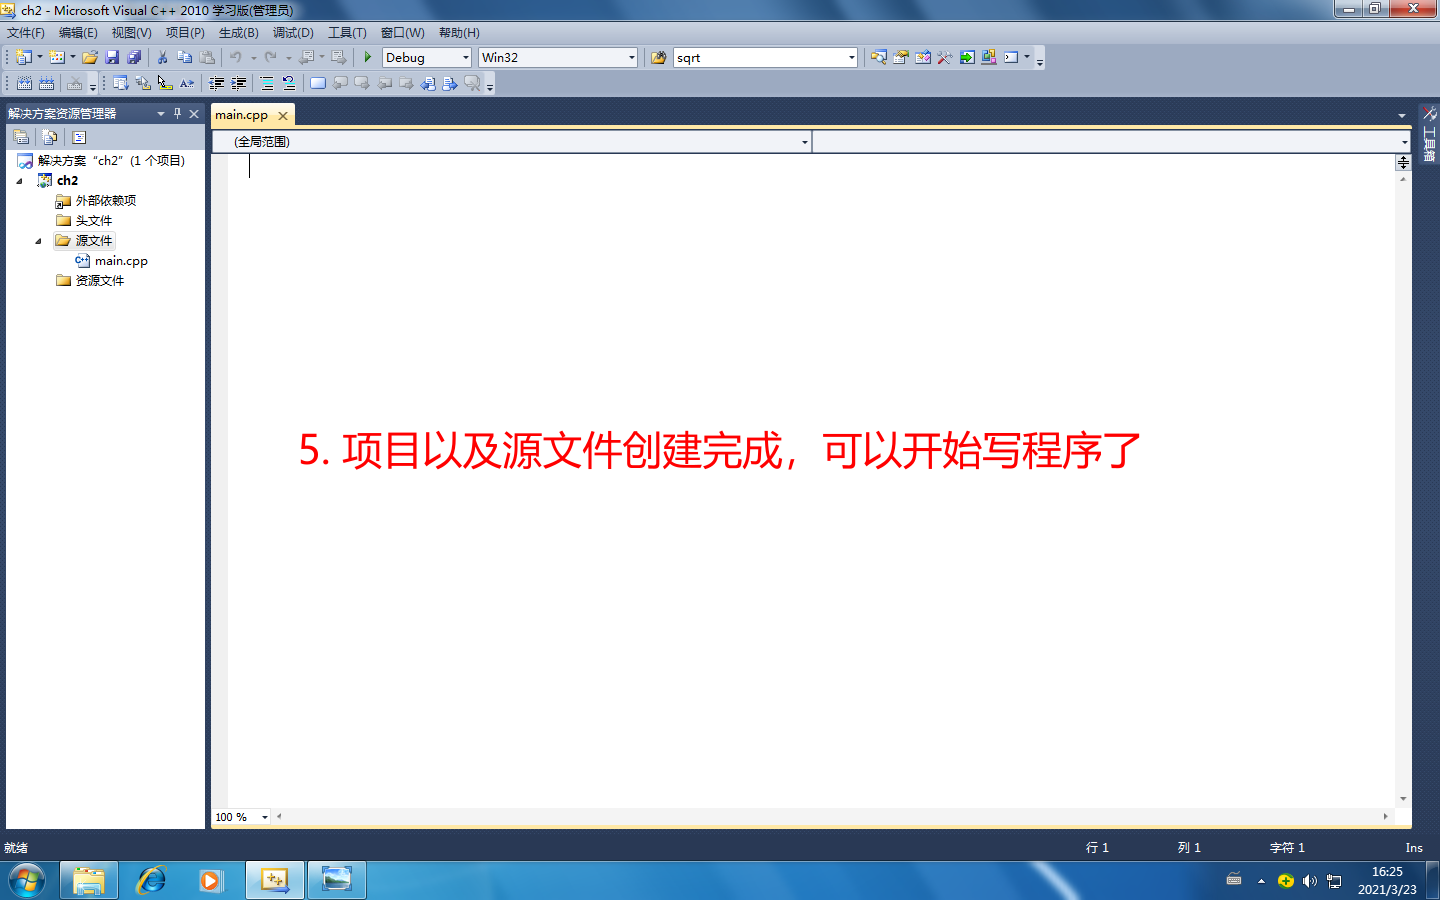 ch2 - Microsoft Visual C++ 2010 学习版(管理员)
文件(F) 编辑(E) 视图(V) 项目(P) 生成(B) 调试(D) 工具(T) 窗口(W) 帮助(H)
Debug Win32 sqrt
解决方案资源管理器
main.cpp
工具箱
(全局范围)
解决方案“ch2”(1 个项目)
ch2
外部依赖项
头文件
源文件
main.cpp
资源文件
5. 项目以及源文件创建完成，可以开始写程序了
100 %
就绪 行 1 列 1 字符 1 Ins
16:25
2021/3/23